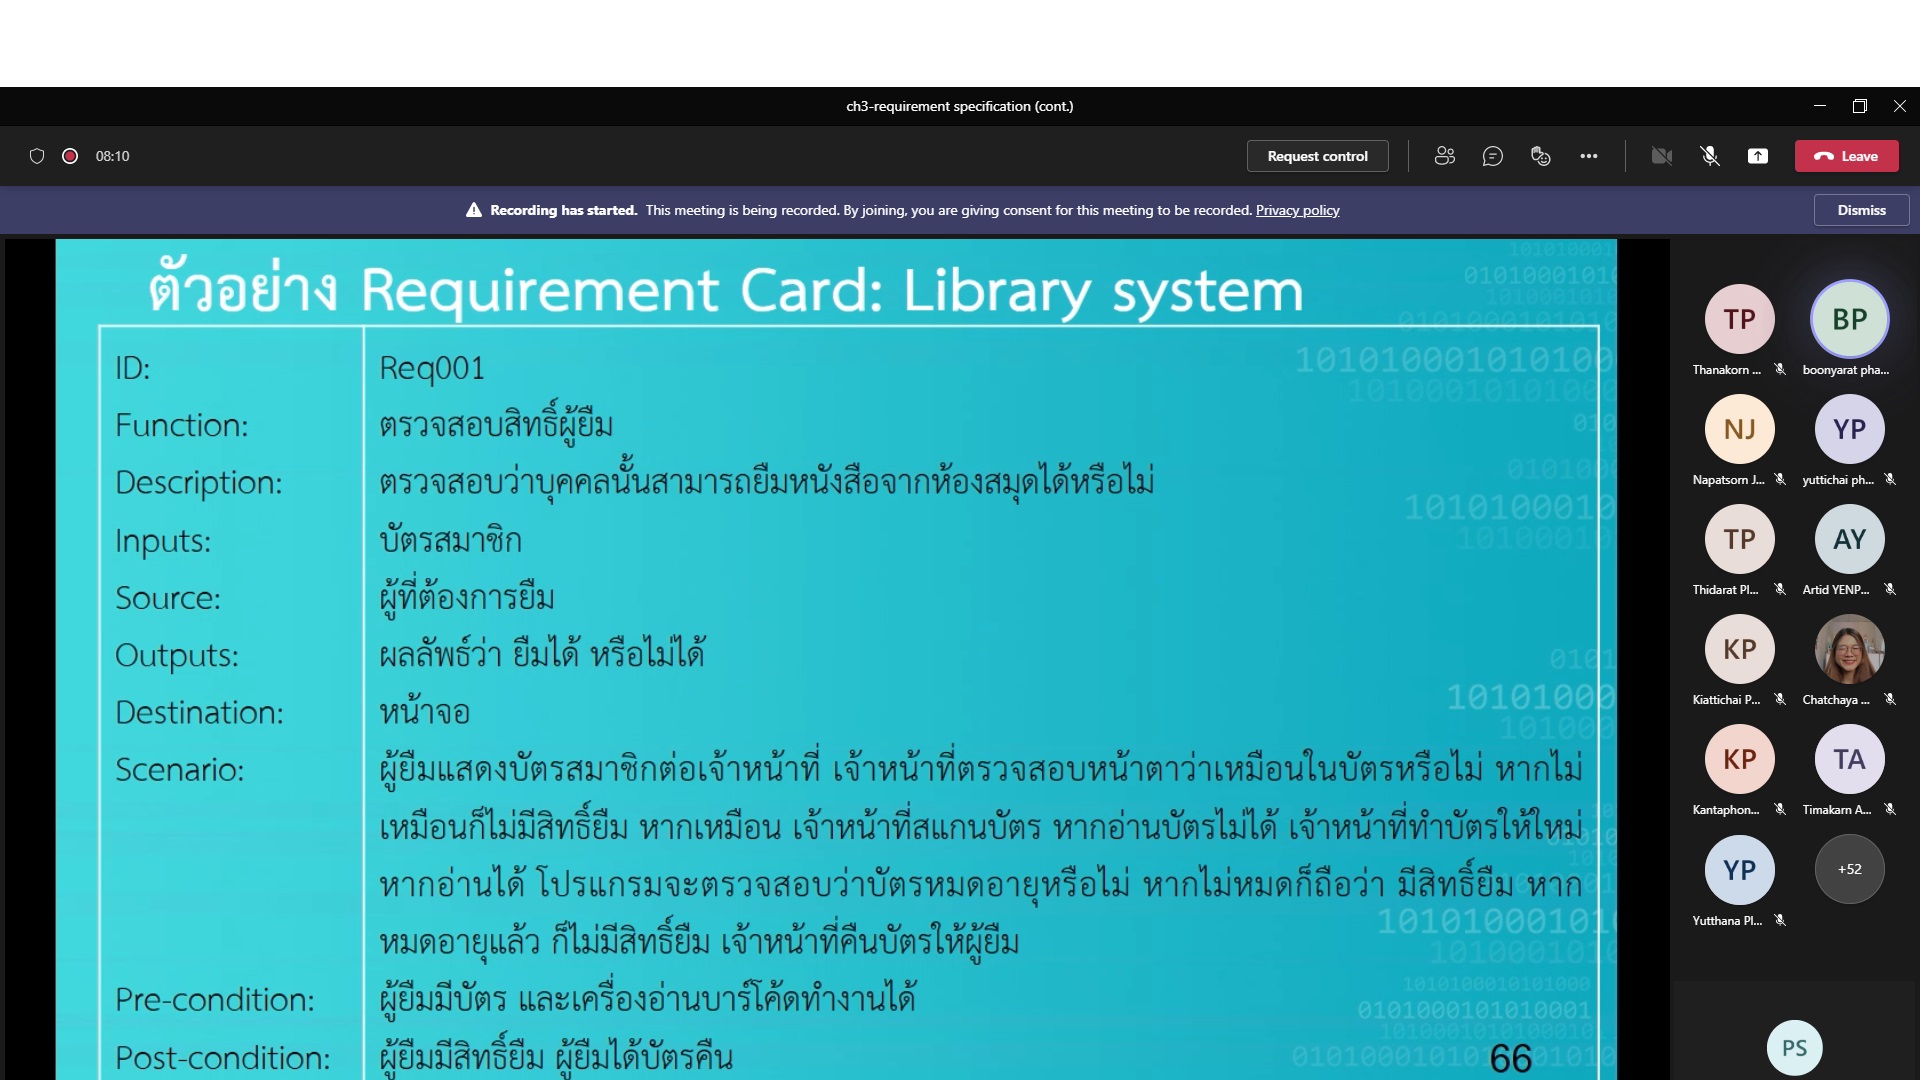 ch3-requirement specification (cont.)
08:10
Request control
Leave
Recording has started. This meeting is being recorded. By joining, you are giving consent for this meeting to be recorded. Privacy policy
Dismiss
ตัวอย่าง Requirement Card: Library system
ID: Req001
Function: ตรวจสอบสิทธิ์ผู้ยืม
Description: ตรวจสอบว่าบุคคลนั้นสามารถยืมหนังสือจากห้องสมุดได้หรือไม่
Inputs: บัตรสมาชิก
Source: ผู้ที่ต้องการยืม
Outputs: ผลลัพธ์ว่า ยืมได้ หรือไม่ได้
Destination: หน้าจอ
Scenario: ผู้ยืมแสดงบัตรสมาชิกต่อเจ้าหน้าที่ เจ้าหน้าที่ตรวจสอบหน้าตาว่าเหมือนในบัตรหรือไม่ หากไม่
เหมือนก็ไม่มีสิทธิ์ยืม หากเหมือน เจ้าหน้าที่สแกนบัตร หากอ่านบัตรไม่ได้ เจ้าหน้าที่ทำบัตรให้ใหม่
หากอ่านได้ โปรแกรมจะตรวจสอบว่าบัตรหมดอายุหรือไม่ หากไม่หมดก็ถือว่า มีสิทธิ์ยืม หาก
หมดอายุแล้ว ก็ไม่มีสิทธิ์ยืม เจ้าหน้าที่คืนบัตรให้ผู้ยืม
Pre-condition: ผู้ยืมมีบัตร และเครื่องอ่านบาร์โค้ดทำงานได้
Post-condition: ผู้ยืมมีสิทธิ์ยืม ผู้ยืมได้บัตรคืน
66
TP BP
Thanakorn ... boonyarat pha...
NJ YP
Napatsorn J... yuttichai ph...
TP AY
Thidarat Pl... Artid YENP...
KP
Kiattichai P... Chatchaya ...
KP TA
Kantaphon... Timakarn A...
YP +52
Yutthana Pl...
PS